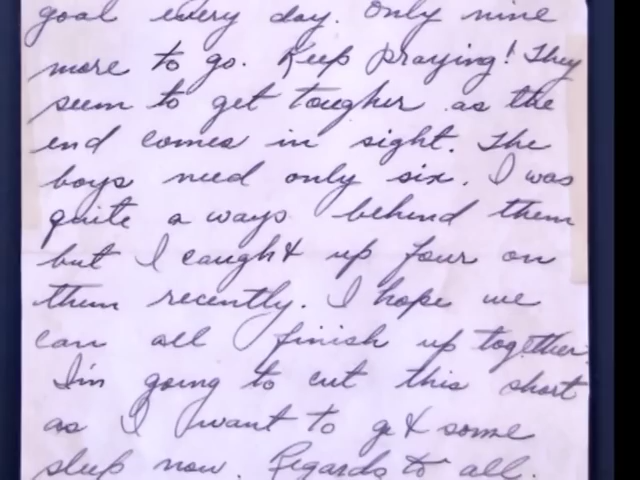 goal every day. Only nine
more to go. Keep praying! They
seem to get tougher as the
end comes in sight. The
boys need only six. I was
quite a ways behind them
but I caught up four on
them recently. I hope we
can all finish up together.
I'm going to cut this short
as I want to get some
sleep now. Regards to all.